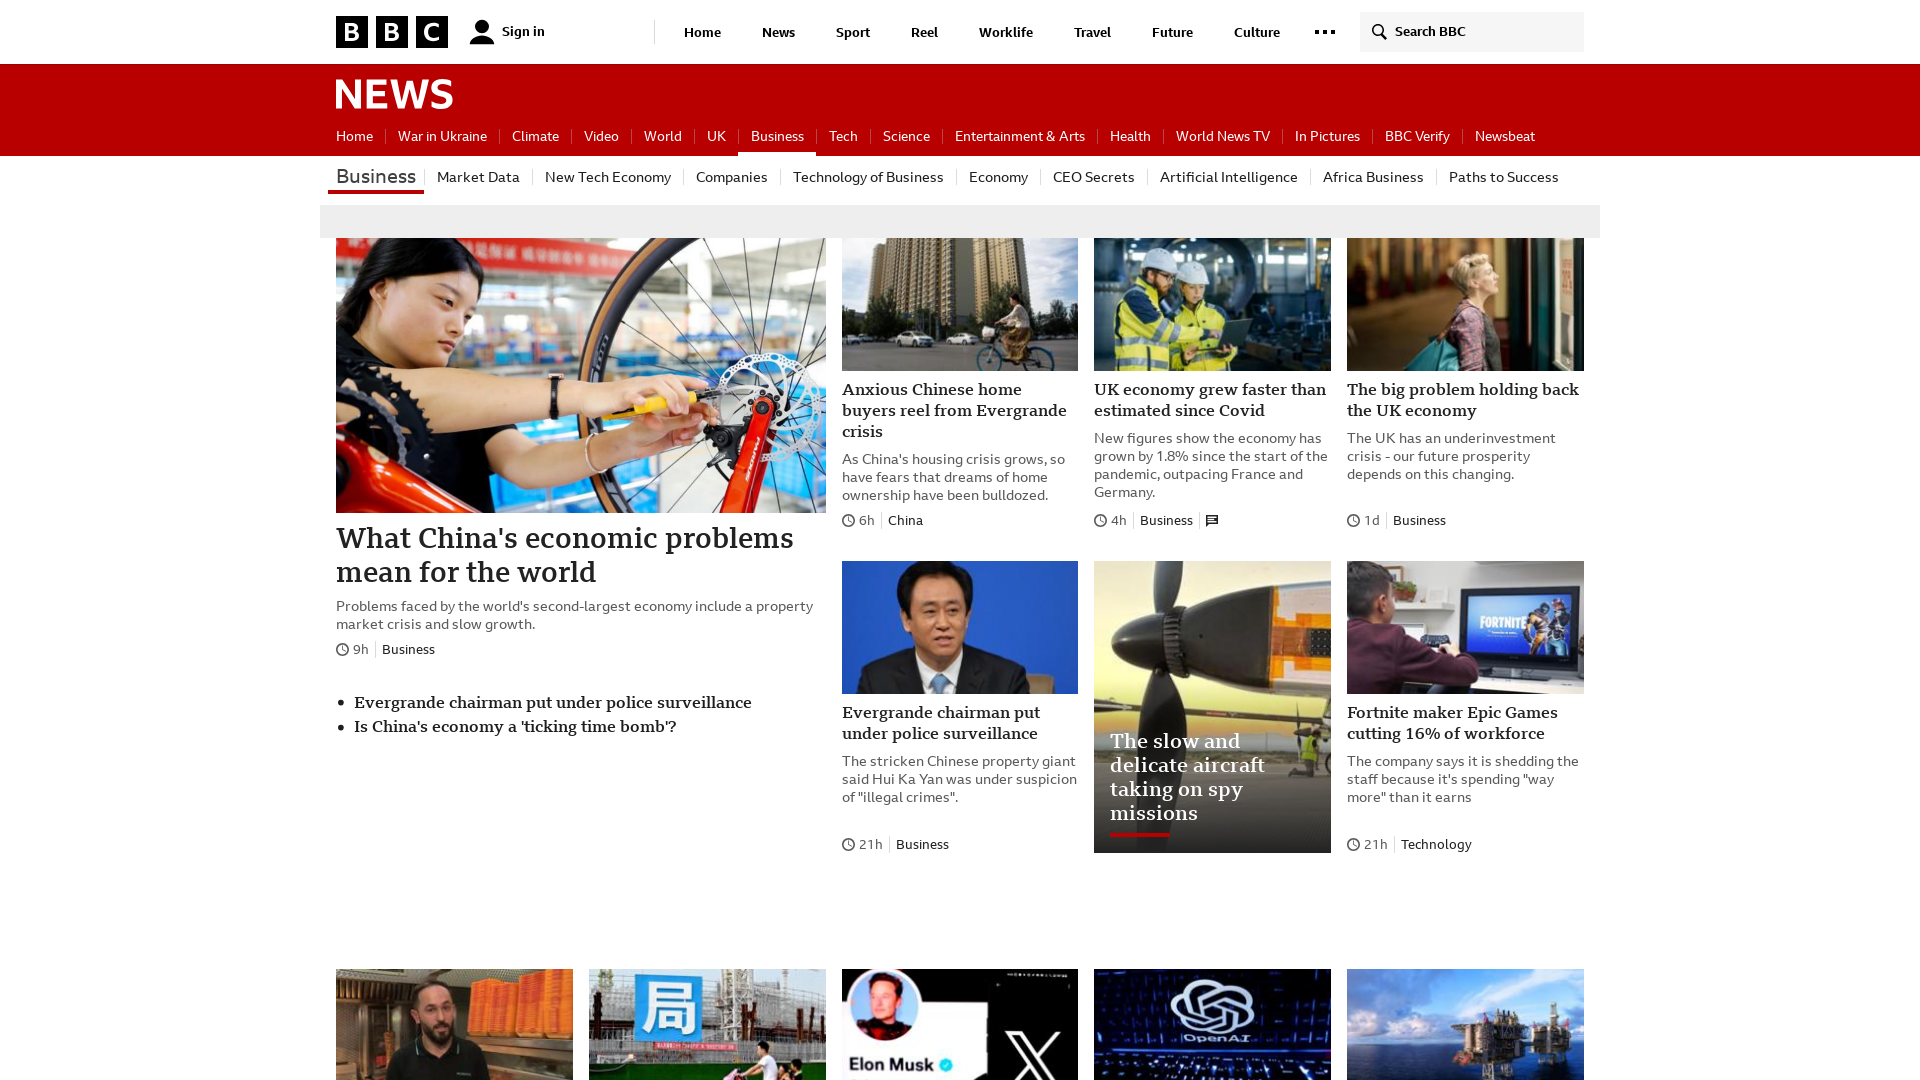 BBC
Sign in
Home
News
Sport
Reel
Worklife
Travel
Future
Culture
Search BBC
NEWS
Home
War in Ukraine
Climate
Video
World
UK
Business
Tech
Science
Entertainment & Arts
Health
World News TV
In Pictures
BBC Verify
Newsbeat
Business
Market Data
New Tech Economy
Companies
Technology of Business
Economy
CEO Secrets
Artificial Intelligence
Africa Business
Paths to Success
What China's economic problems
mean for the world
Problems faced by the world's second-largest economy include a property
market crisis and slow growth.
9h
Business
Evergrande chairman put under police surveillance
Is China's economy a 'ticking time bomb'?
Anxious Chinese home
buyers reel from Evergrande
crisis
As China's housing crisis grows, so
have fears that dreams of home
ownership have been bulldozed.
6h
China
UK economy grew faster than
estimated since Covid
New figures show the economy has
grown by 1.8% since the start of the
pandemic, outpacing France and
Germany.
4h
Business
The big problem holding back
the UK economy
The UK has an underinvestment
crisis - our future prosperity
depends on this changing.
1d
Business
Evergrande chairman put
under police surveillance
The stricken Chinese property giant
said Hui Ka Yan was under suspicion
of "illegal crimes".
21h
Business
The slow and
delicate aircraft
taking on spy
missions
FORTNITE
Fortnite maker Epic Games
cutting 16% of workforce
The company says it is shedding the
staff because it's spending "way
more" than it earns
21h
Technology
局
Elon Musk
X
OpenAI